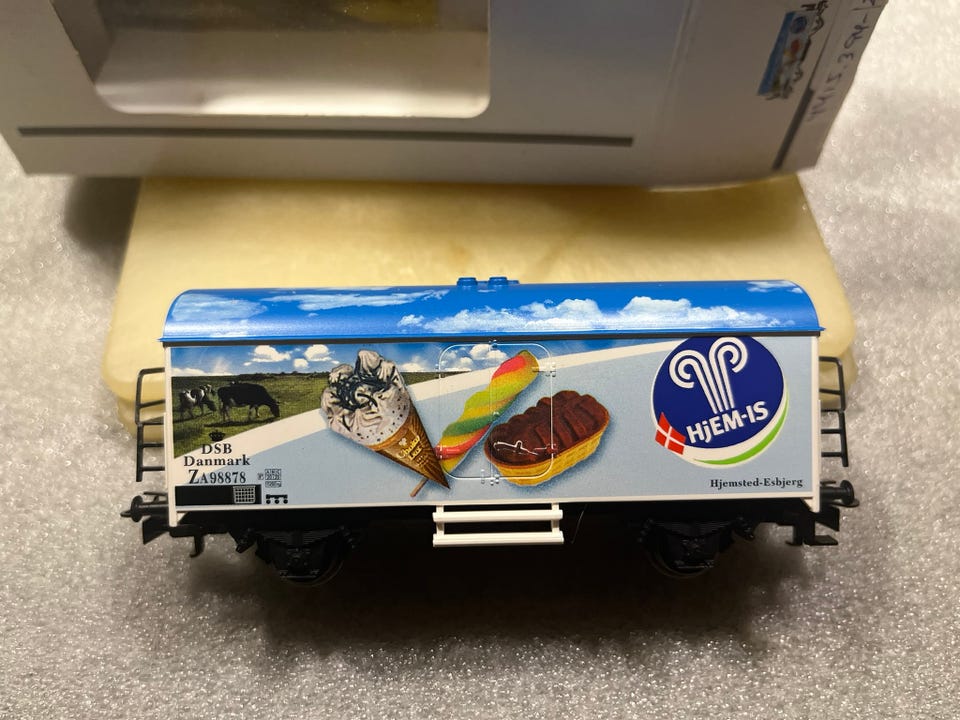 DSB
Danmark
ZA98878
HjEM-IS
Hjemsted-Esbjerg